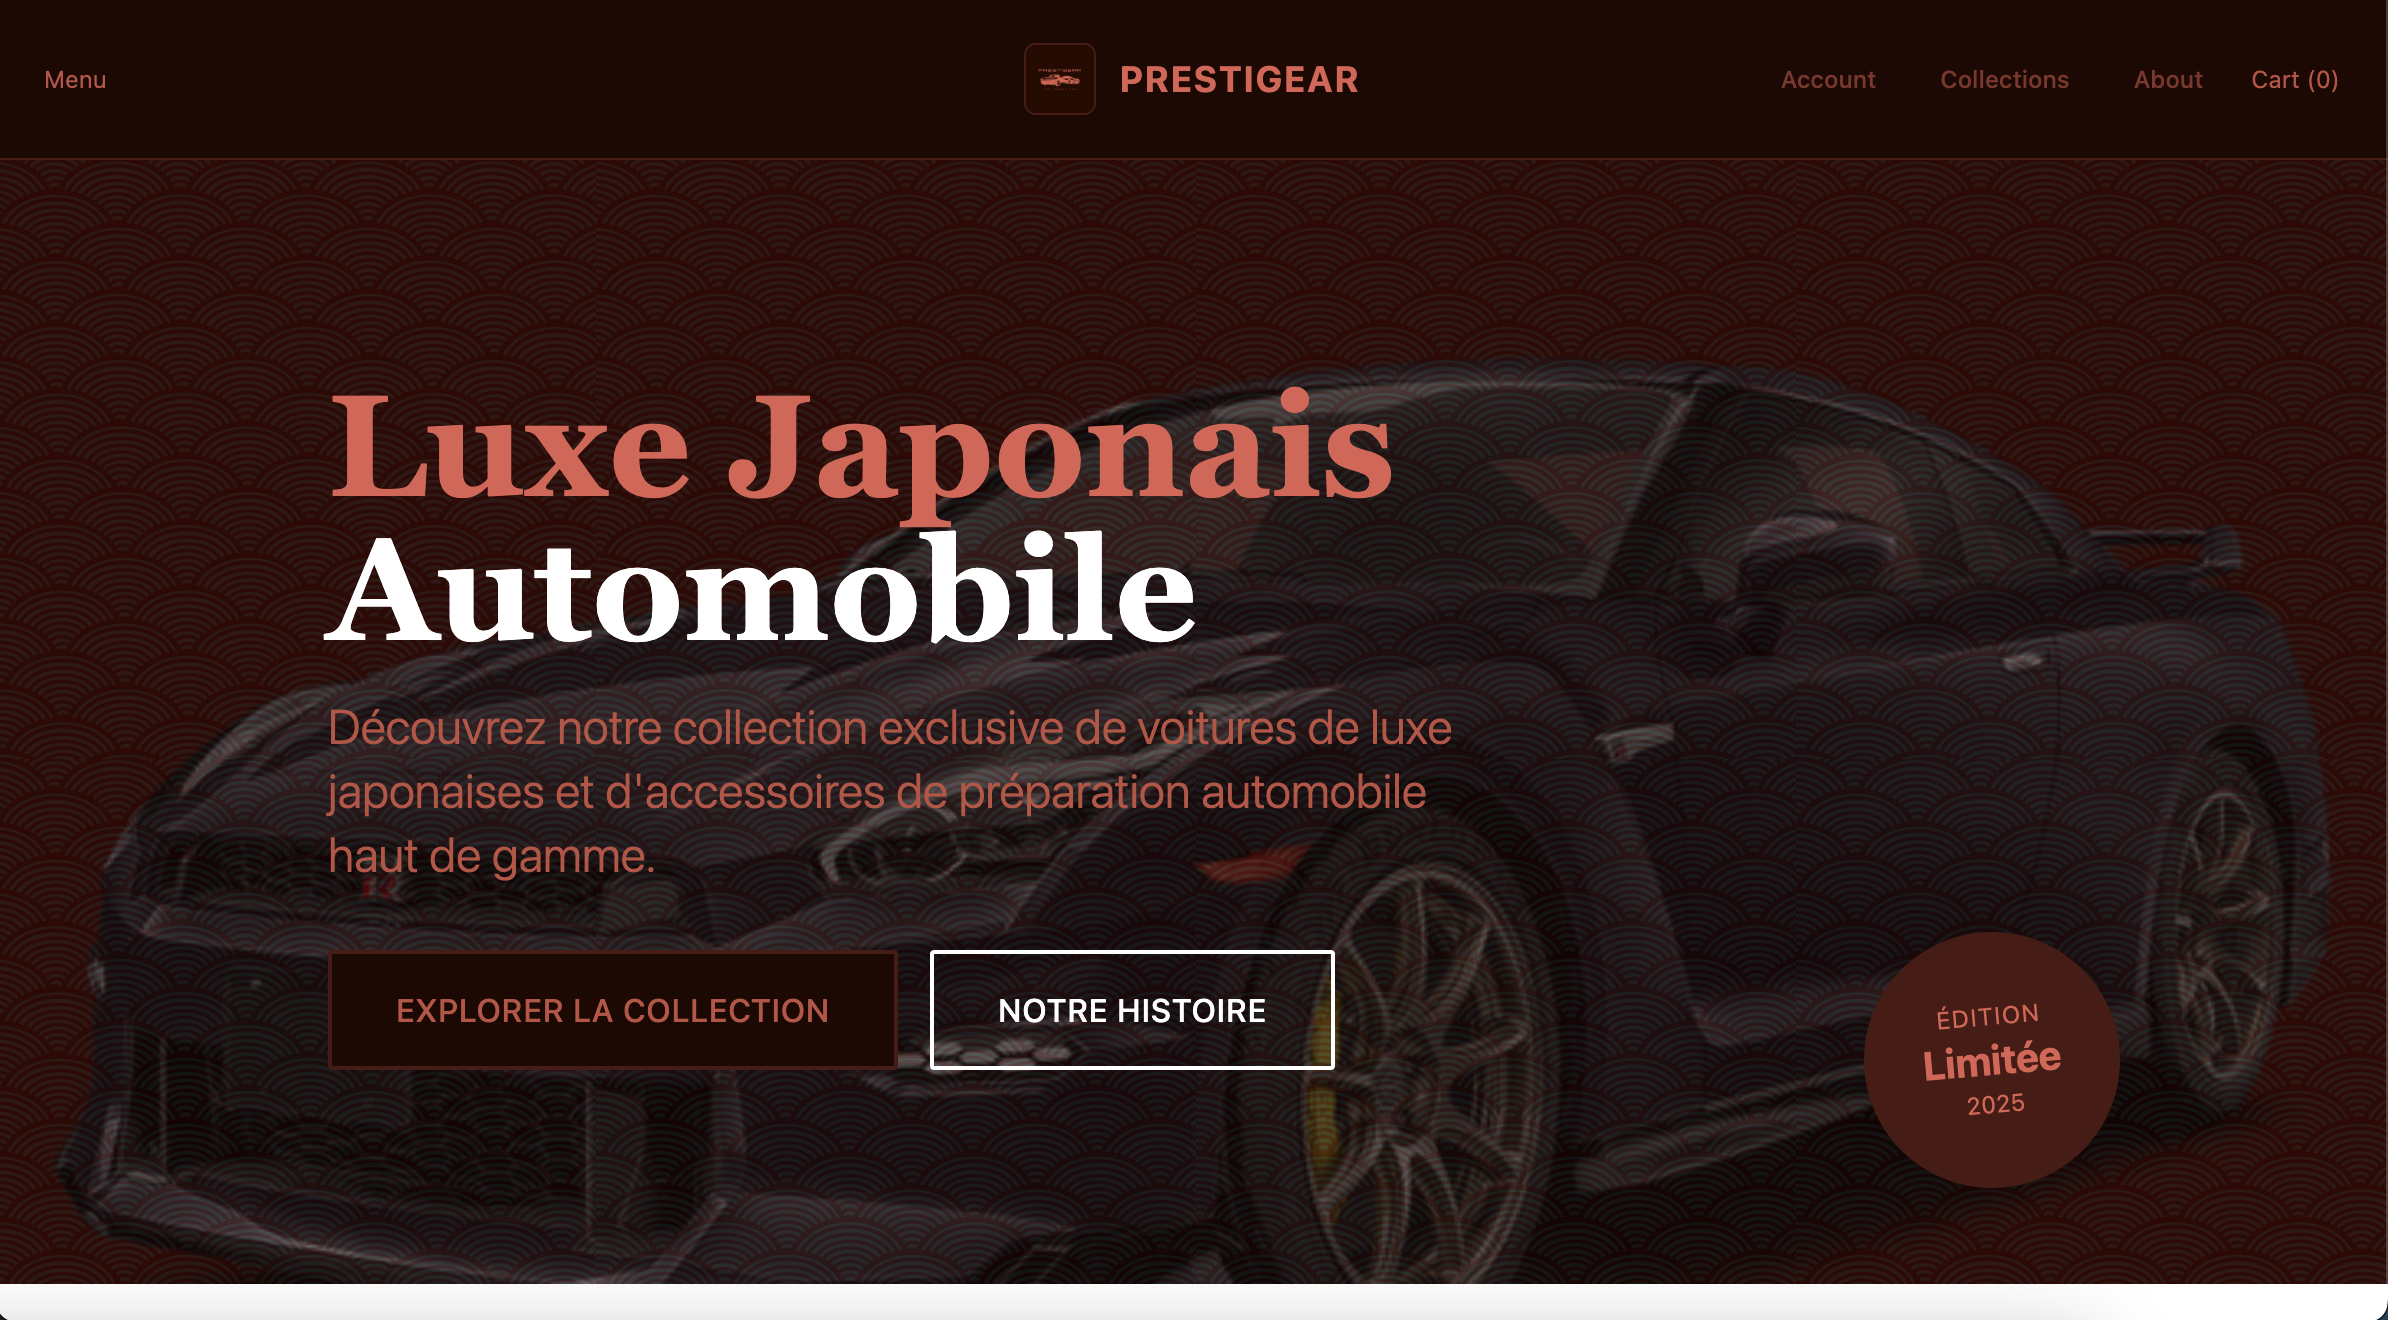 Menu
PRESTIGEAR
Account
Collections
About
Cart (0)
Luxe Japonais
Automobile
Découvrez notre collection exclusive de voitures de luxe
japonaises et d'accessoires de préparation automobile
haut de gamme.
EXPLORER LA COLLECTION
NOTRE HISTOIRE
ÉDITION
Limitée
2025